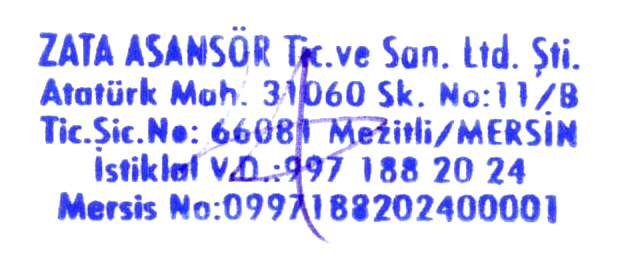 ZATA ASANSÖR Tic.ve San. Ltd. Şti.
Atatürk Mah. 31060 Sk. No:11/B
Tic.Sic.No: 66081 Mezitli/MERSİN
İstiklal V.D.:997 188 20 24
Mersis No:0997188202400001